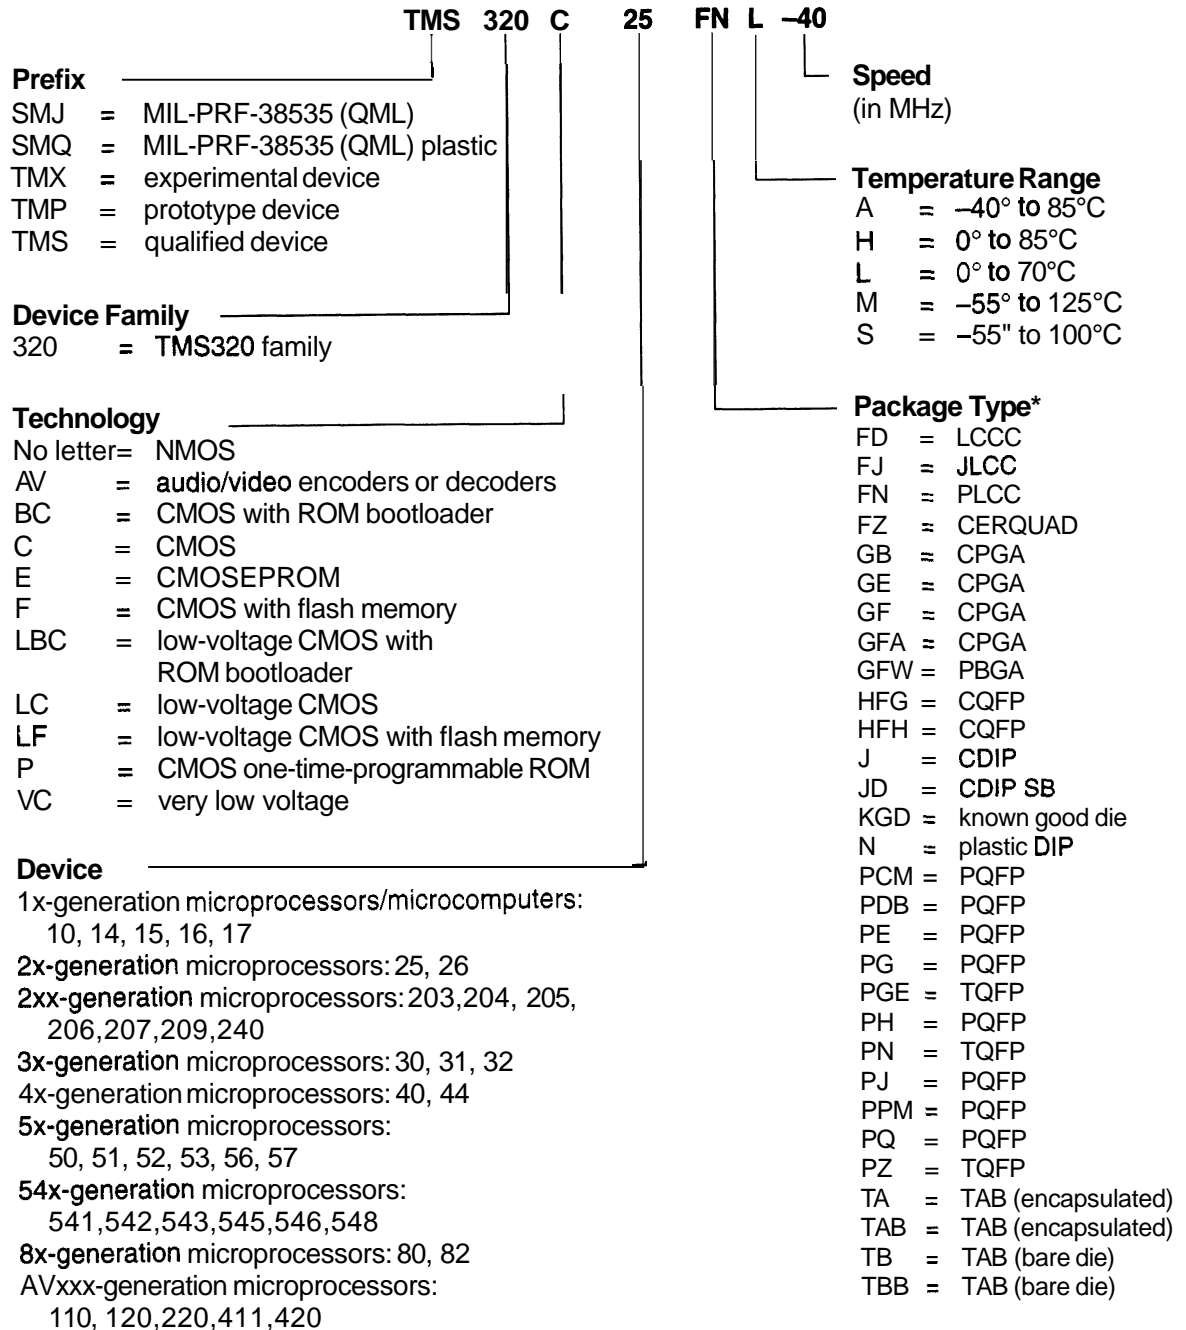 TMS 320 C 25 FN L –40
Prefix
SMJ = MIL-PRF-38535 (QML)
SMQ = MIL-PRF-38535 (QML) plastic
TMX = experimental device
TMP = prototype device
TMS = qualified device
Device Family
320 = TMS320 family
Technology
No letter= NMOS
AV = audio/video encoders or decoders
BC = CMOS with ROM bootloader
C = CMOS
E = CMOSEPROM
F = CMOS with flash memory
LBC = low-voltage CMOS with
ROM bootloader
LC = low-voltage CMOS
LF = low-voltage CMOS with flash memory
P = CMOS one-time-programmable ROM
VC = very low voltage
Device
1x-generation microprocessors/microcomputers:
10, 14, 15, 16, 17
2x-generation microprocessors: 25, 26
2xx-generation microprocessors: 203,204, 205,
206,207,209,240
3x-generation microprocessors: 30, 31, 32
4x-generation microprocessors: 40, 44
5x-generation microprocessors:
50, 51, 52, 53, 56, 57
54x-generation microprocessors:
541,542,543,545,546,548
8x-generation microprocessors: 80, 82
AVxxx-generation microprocessors:
110, 120,220,411,420
Speed
(in MHz)
Temperature Range
A = –40° to 85°C
H = 0° to 85°C
L = 0° to 70°C
M = –55° to 125°C
S = –55" to 100°C
Package Type*
FD = LCCC
FJ = JLCC
FN = PLCC
FZ = CERQUAD
GB = CPGA
GE = CPGA
GF = CPGA
GFA = CPGA
GFW = PBGA
HFG = CQFP
HFH = CQFP
J = CDIP
JD = CDIP SB
KGD = known good die
N = plastic DIP
PCM = PQFP
PDB = PQFP
PE = PQFP
PG = PQFP
PGE = TQFP
PH = PQFP
PN = TQFP
PJ = PQFP
PPM = PQFP
PQ = PQFP
PZ = TQFP
TA = TAB (encapsulated)
TAB = TAB (encapsulated)
TB = TAB (bare die)
TBB = TAB (bare die)